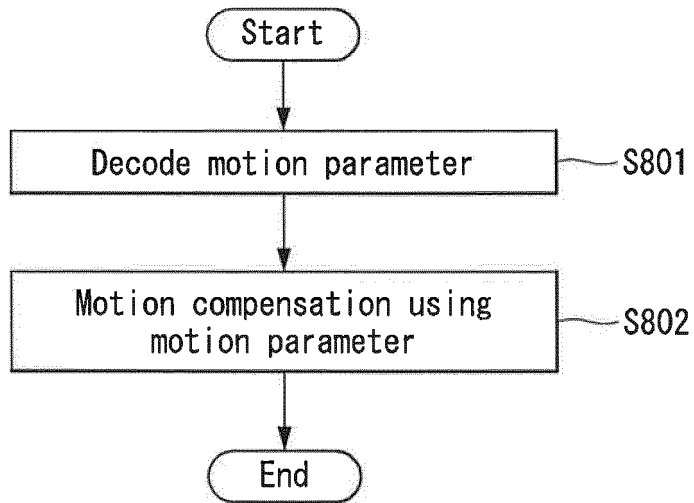 Start
Decode motion parameter
S801
Motion compensation using
motion parameter
S802
End